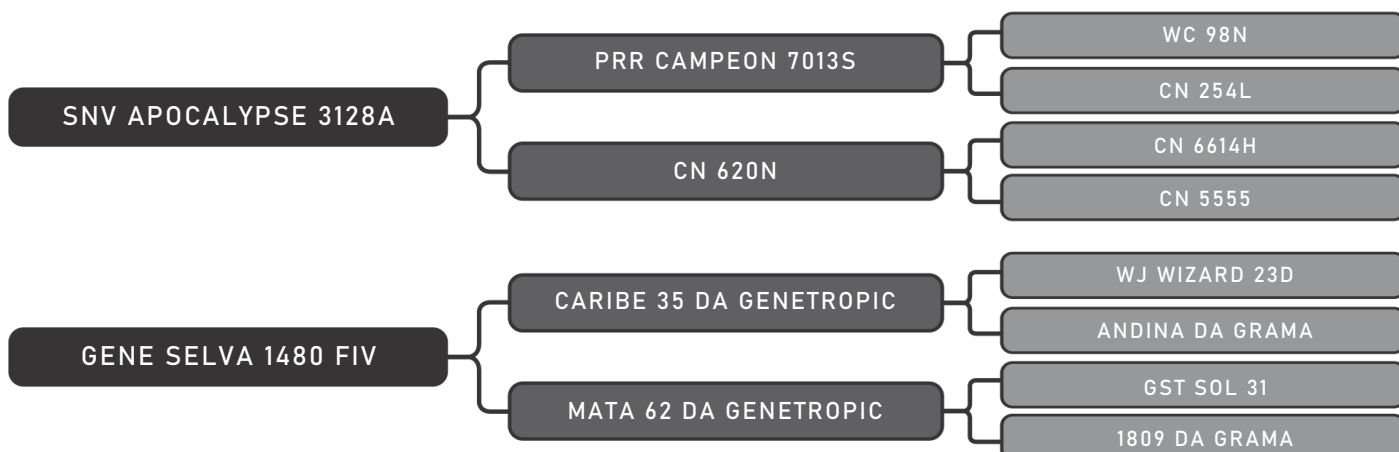 SNV APOCALYPSE 3128A
PRR CAMPEON 7013S
WC 98N
CN 254L
CN 620N
CN 6614H
CN 5555
GENE SELVA 1480 FIV
CARIBE 35 DA GENETROPIC
WJ WIZARD 23D
ANDINA DA GRAMA
MATA 62 DA GENETROPIC
GST SOL 31
1809 DA GRAMA